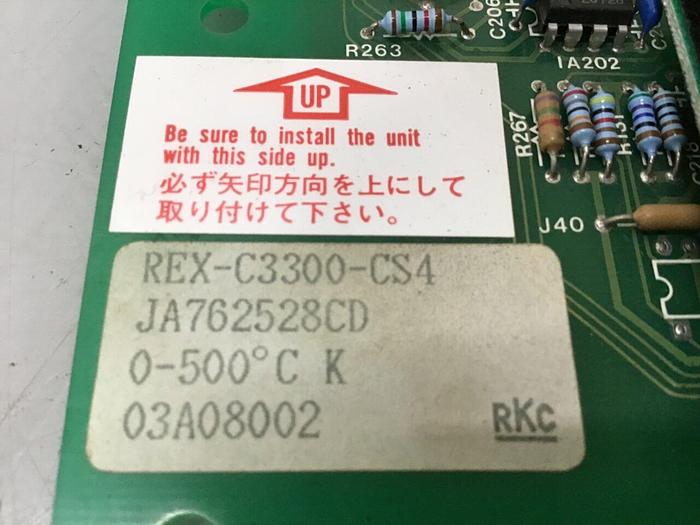 R263
C206
IA202
UP
Be sure to install the unit
with this side up.
必ず矢印方向を上にして
取り付けて下さい。
R267
R131
J40
REX-C3300-CS4
JA762528CD
0-500°C K
03A08002
RKC